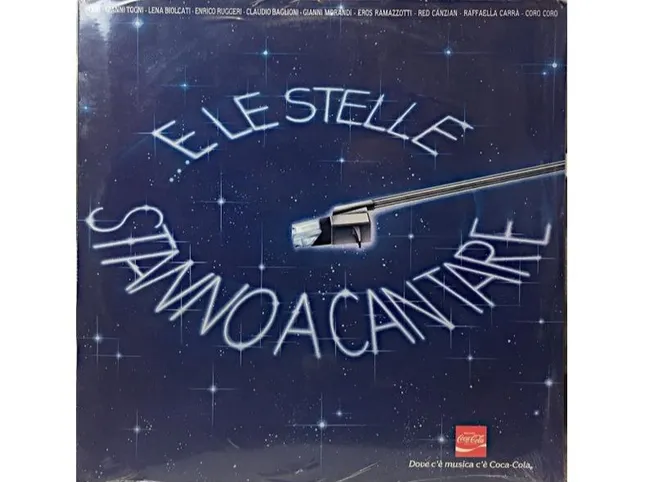 GIANNI TOGNI - LENA BIOLCATI - ENRICO RUGGERI - CLAUDIO BAGLIONI - GIANNI MORANDI - EROS RAMAZZOTTI - RED CANZIAN - RAFFAELLA CARRÀ - CORO CORO
...E LE STELLE
STANNO A CANTARE
Coca-Cola
Dove c'è musica c'è Coca-Cola.